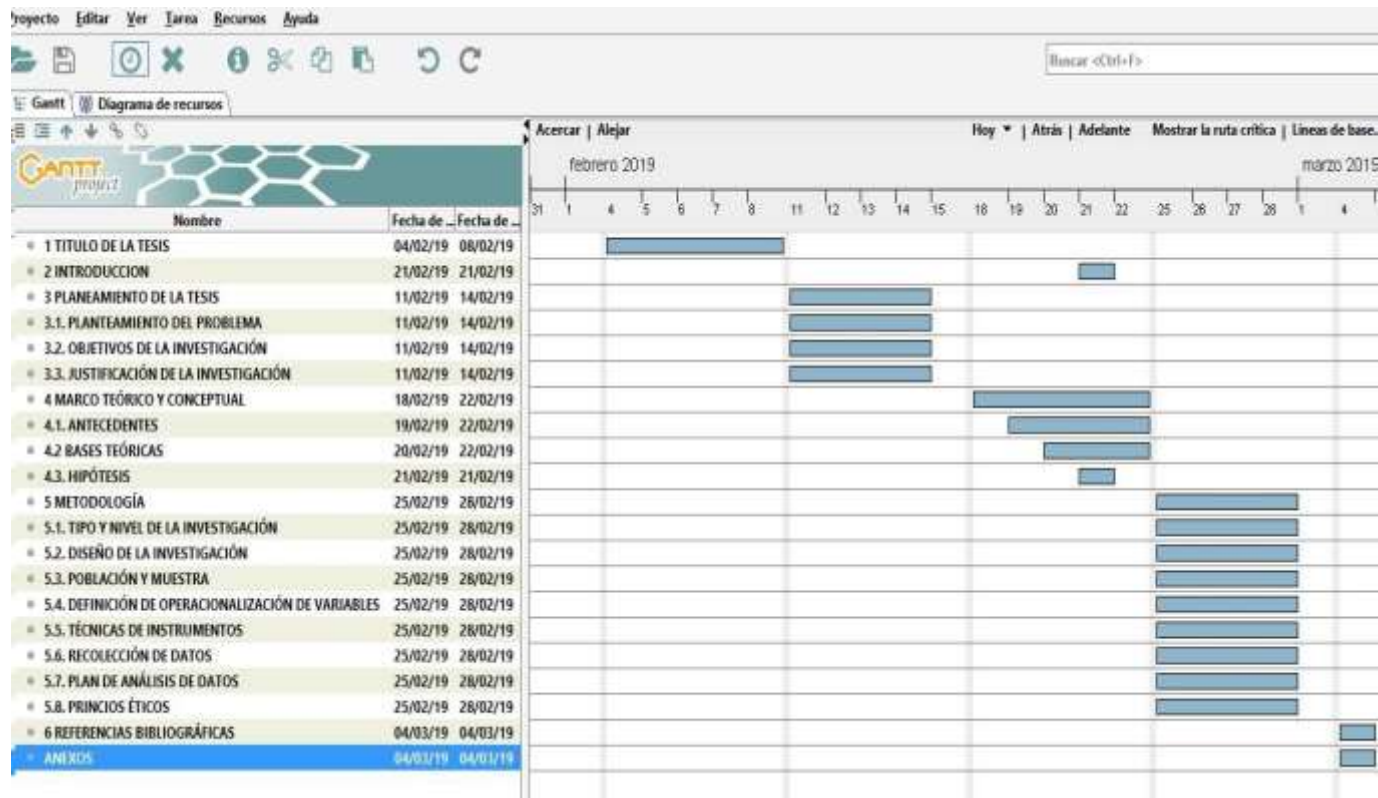 royecto Editar Ver Tarea Recursos Ayuda
Buscar <Ctrl+F>
Gantt Diagrama de recursos
Acercar | Alejar Hoy | Atrás | Adelante Mostrar la ruta crítica | Líneas de base..
GANTT project
febrero 2019 marzo 2019
31 1 4 5 6 7 8 11 12 13 14 15 18 19 20 21 22 25 26 27 28 1 4
Nombre Fecha de ... Fecha de ...
1 TITULO DE LA TESIS 04/02/19 08/02/19
2 INTRODUCCION 21/02/19 21/02/19
3 PLANEAMIENTO DE LA TESIS 11/02/19 14/02/19
3.1. PLANTEAMIENTO DEL PROBLEMA 11/02/19 14/02/19
3.2. OBJETIVOS DE LA INVESTIGACIÓN 11/02/19 14/02/19
3.3. JUSTIFICACIÓN DE LA INVESTIGACIÓN 11/02/19 14/02/19
4 MARCO TEÓRICO Y CONCEPTUAL 18/02/19 22/02/19
4.1. ANTECEDENTES 19/02/19 22/02/19
4.2 BASES TEÓRICAS 20/02/19 22/02/19
4.3. HIPÓTESIS 21/02/19 21/02/19
5 METODOLOGÍA 25/02/19 28/02/19
5.1. TIPO Y NIVEL DE LA INVESTIGACIÓN 25/02/19 28/02/19
5.2. DISEÑO DE LA INVESTIGACIÓN 25/02/19 28/02/19
5.3. POBLACIÓN Y MUESTRA 25/02/19 28/02/19
5.4. DEFINICIÓN DE OPERACIONALIZACIÓN DE VARIABLES 25/02/19 28/02/19
5.5. TÉCNICAS DE INSTRUMENTOS 25/02/19 28/02/19
5.6. RECOLECCIÓN DE DATOS 25/02/19 28/02/19
5.7. PLAN DE ANÁLISIS DE DATOS 25/02/19 28/02/19
5.8. PRINCIOS ÉTICOS 25/02/19 28/02/19
6 REFERENCIAS BIBLIOGRÁFICAS 04/03/19 04/03/19
ANEXOS 04/03/19 04/03/19